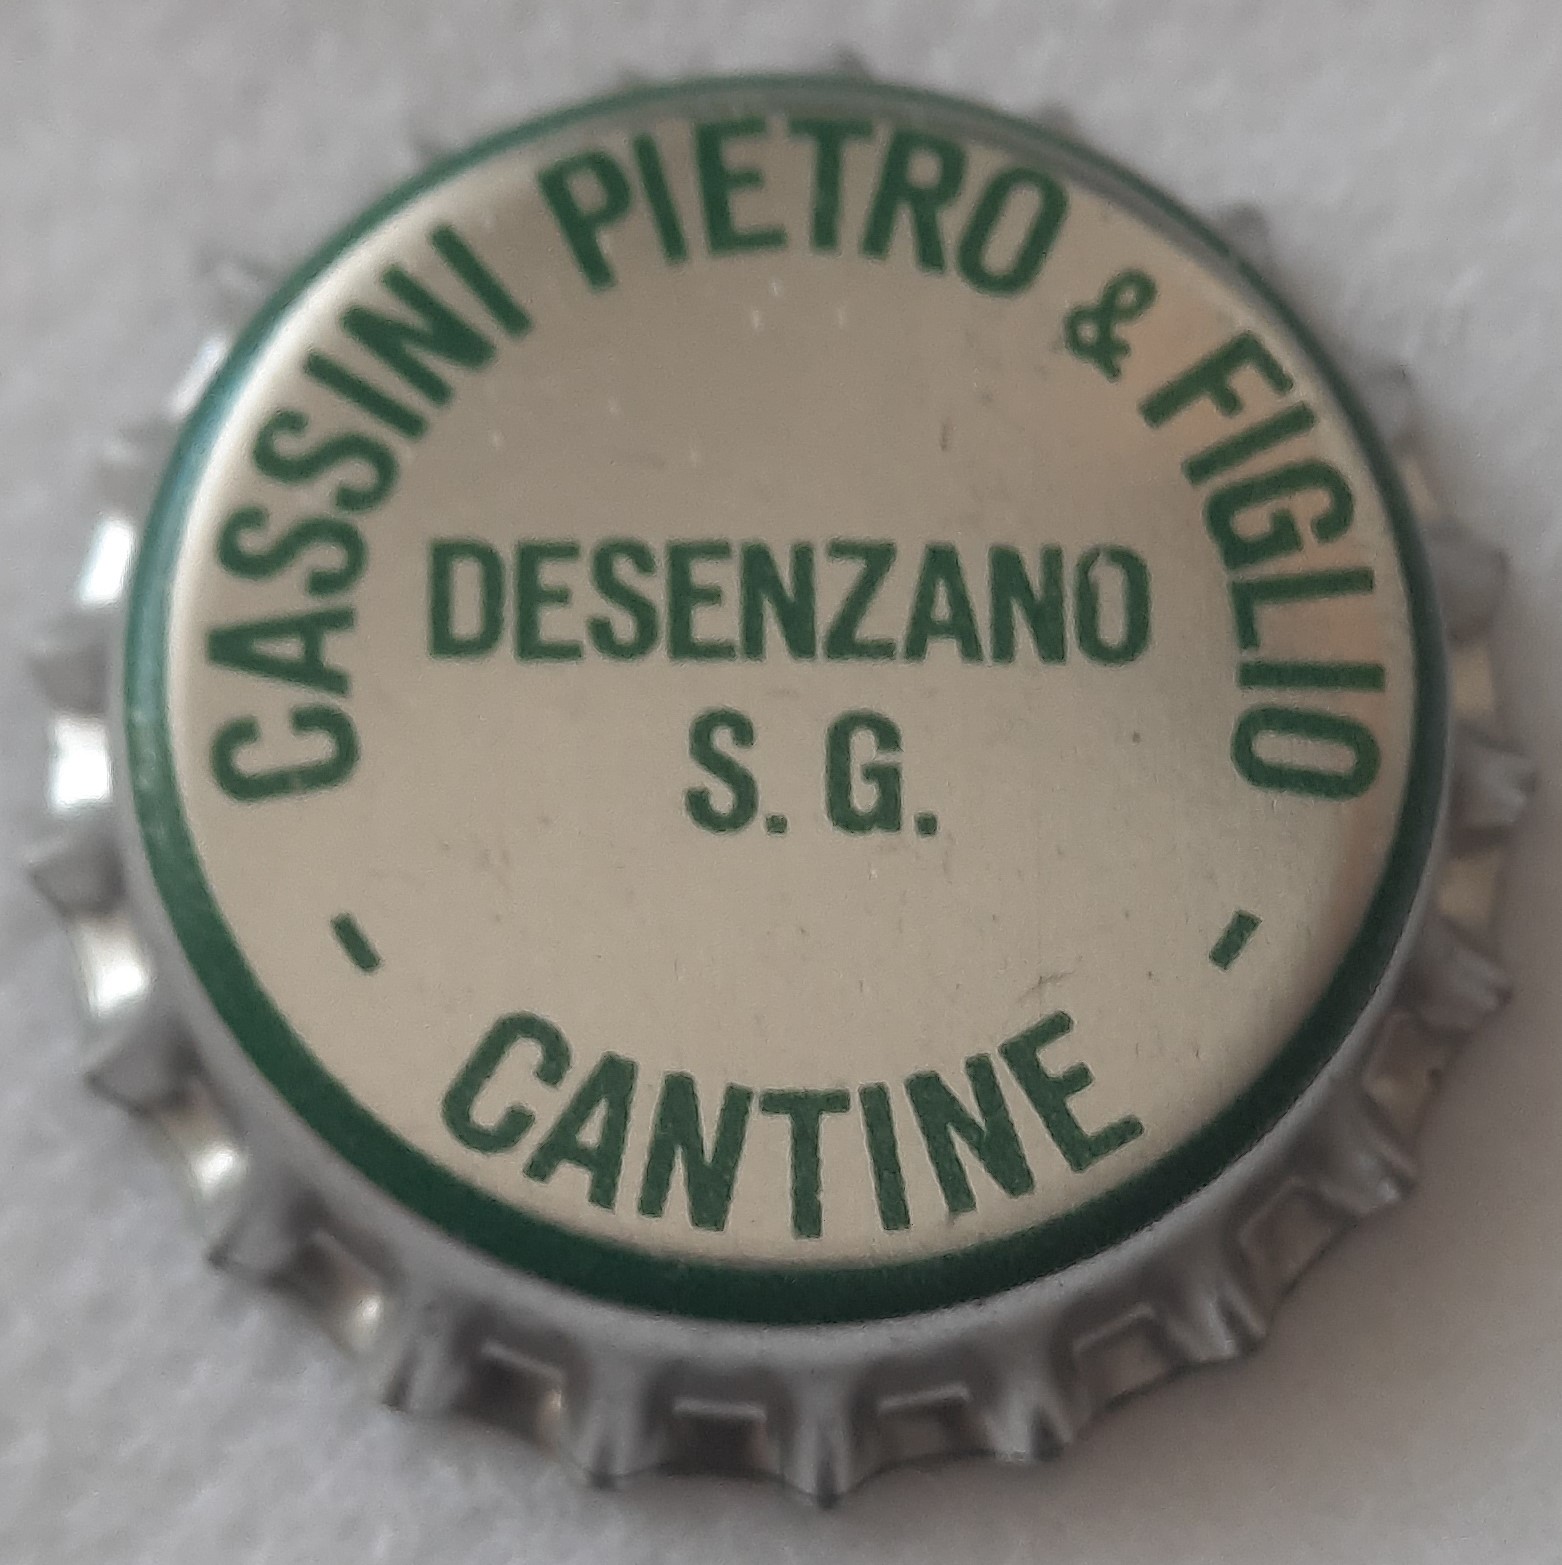 CASSINI PIETRO & FIGLIO
DESENZANO
S. G.
- CANTINE -